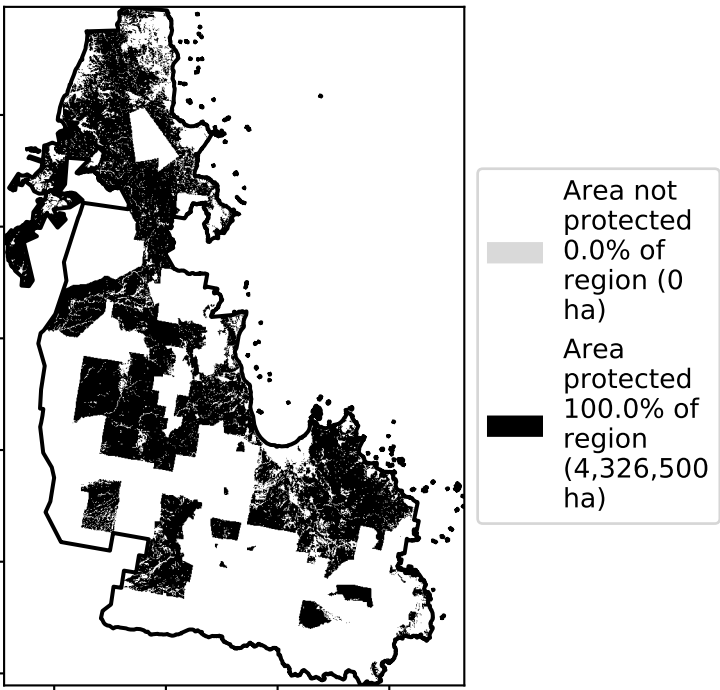 Area not
protected
0.0% of
region (0
ha)
Area
protected
100.0% of
region
(4,326,500
ha)